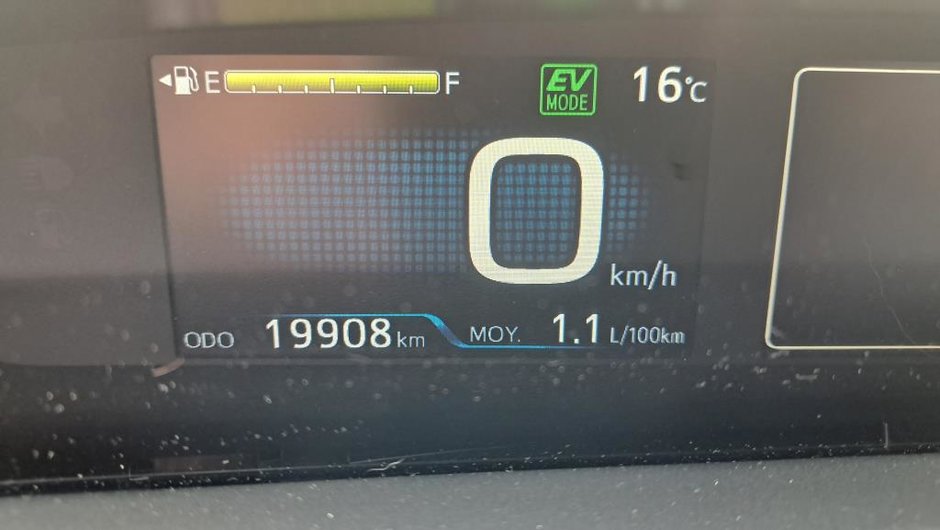 E F
EV
MODE
16°C
0
km/h
ODO 19908 km
MOY. 1.1 L/100km